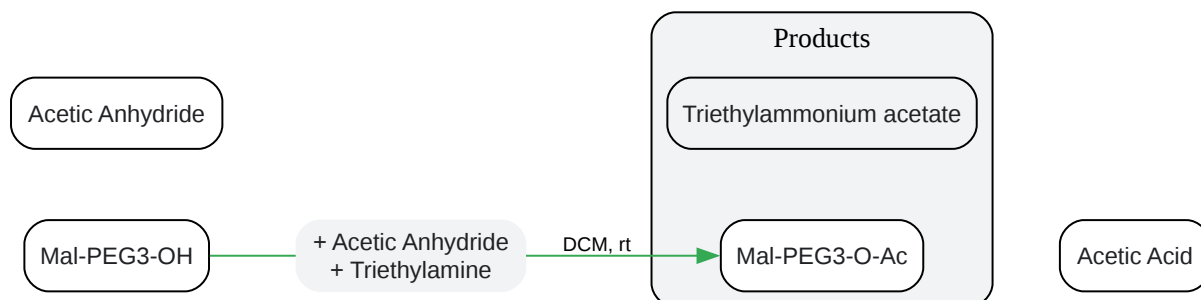 Products
Acetic Anhydride
Triethylammonium acetate
Mal-PEG3-OH
+ Acetic Anhydride
+ Triethylamine
DCM, rt
Mal-PEG3-O-Ac
Acetic Acid